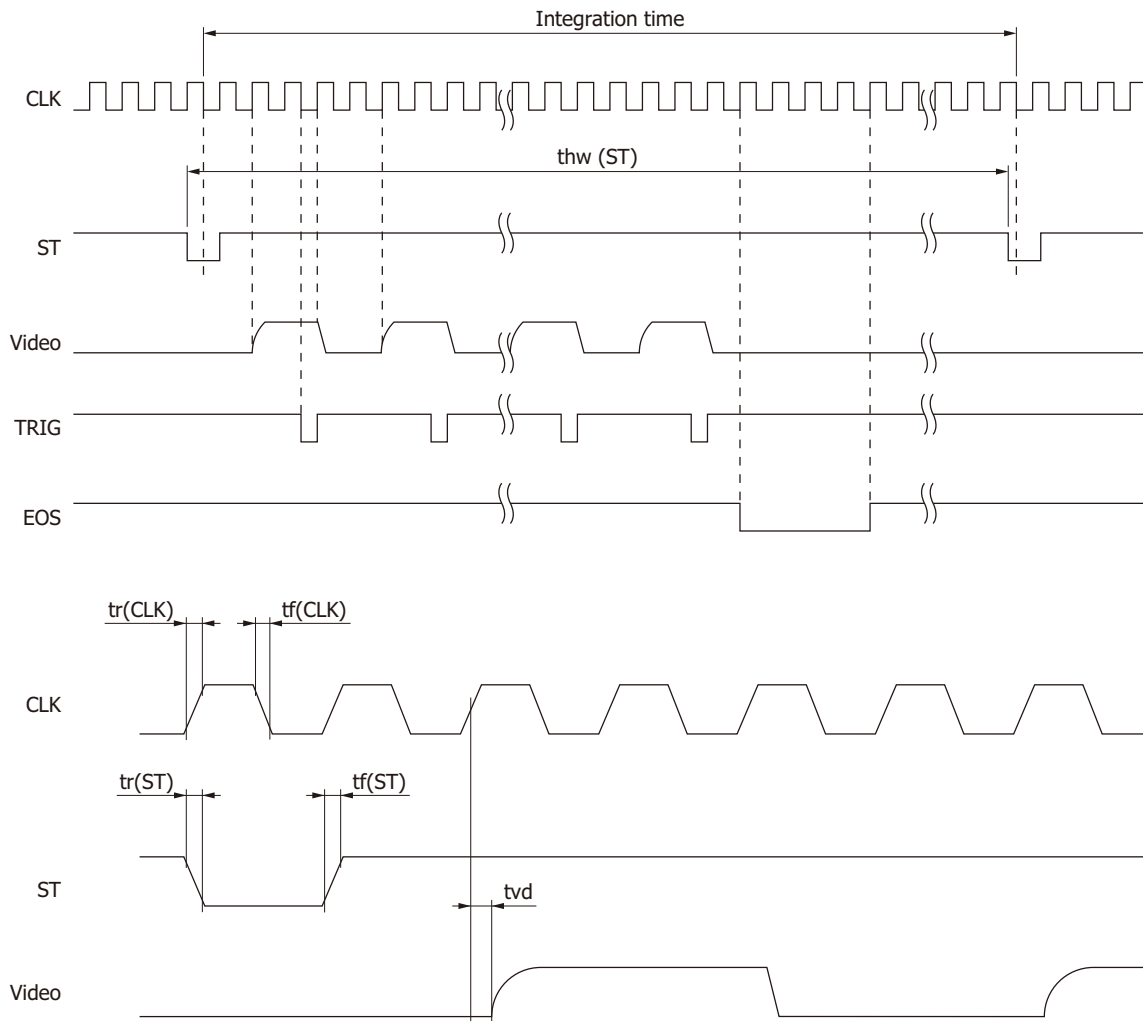 Integration time
CLK
thw (ST)
ST
Video
TRIG
EOS
tr(CLK) tf(CLK)
CLK
tr(ST) tf(ST)
ST
tvd
Video